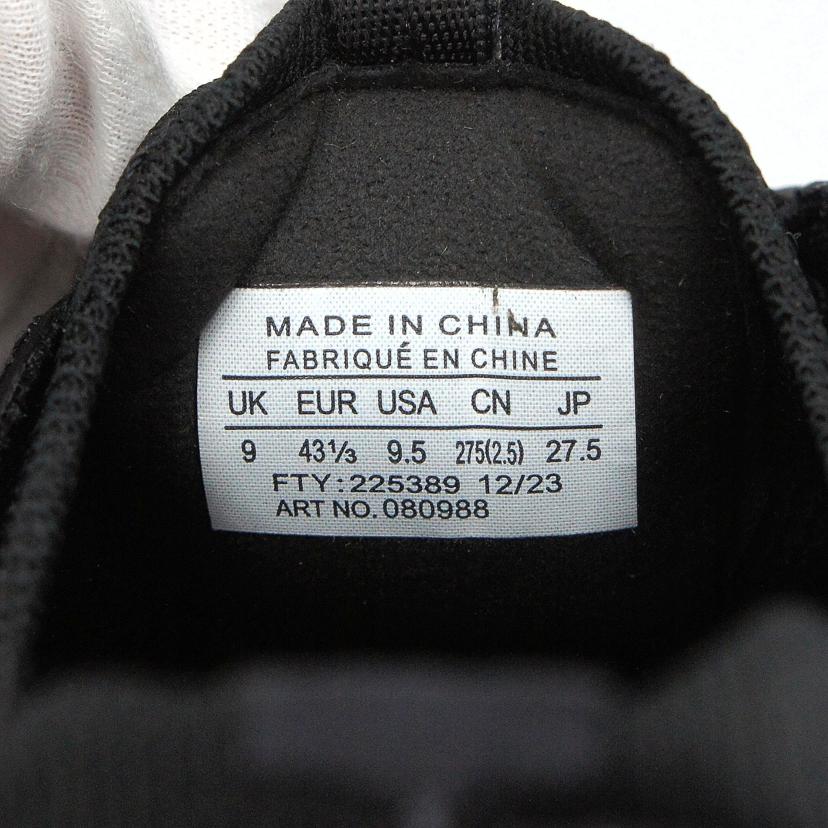 MADE IN CHINA
FABRIQUÉ EN CHINE
UK EUR USA CN JP
9 43⅓ 9.5 275(2.5) 27.5
FTY:225389 12/23
ART NO. 080988